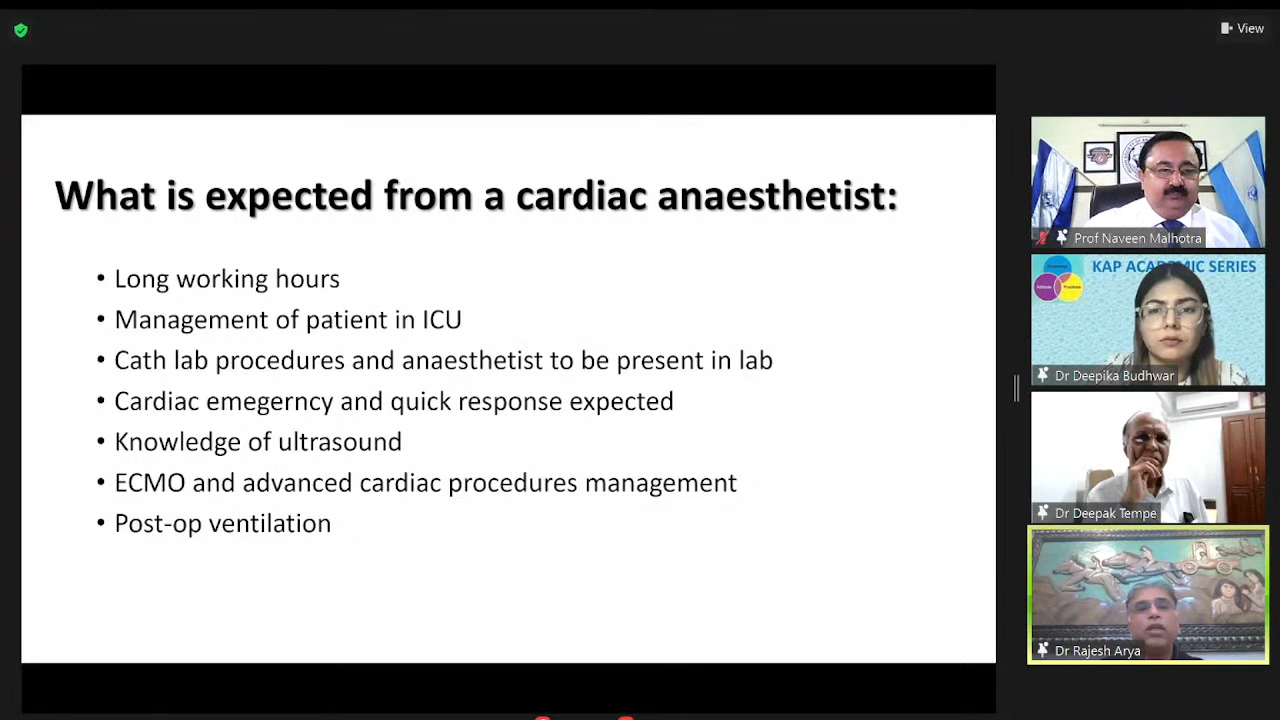 View
What is expected from a cardiac anaesthetist:
• Long working hours
• Management of patient in ICU
• Cath lab procedures and anaesthetist to be present in lab
• Cardiac emegerncy and quick response expected
• Knowledge of ultrasound
• ECMO and advanced cardiac procedures management
• Post-op ventilation
Prof Naveen Malhotra
KAP ACADEMIC SERIES
Attitude
Practices
Dr Deepika Budhwar
Dr Deepak Tempe
Dr Rajesh Arya